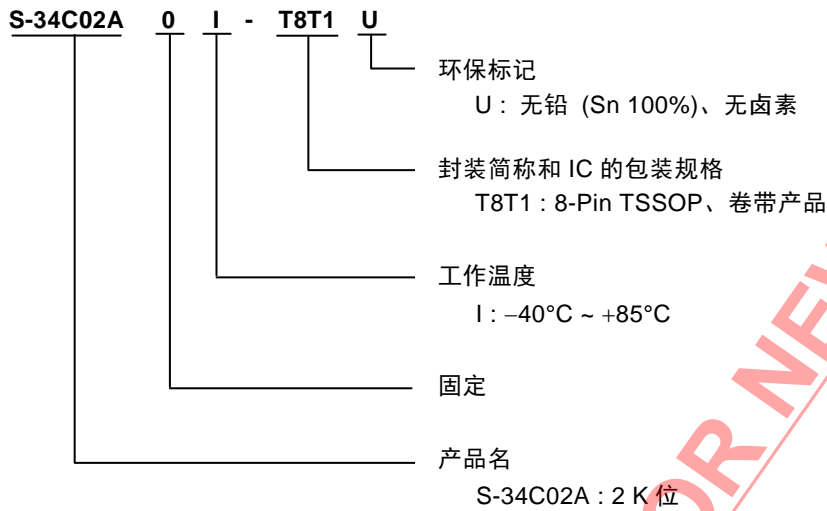 S-34C02A 0 I - T8T1 U
环保标记
U : 无铅 (Sn 100%)、无卤素
封装简称和 IC 的包装规格
T8T1 : 8-Pin TSSOP、卷带产品
工作温度
I : −40°C ~ +85°C
固定
产品名
S-34C02A : 2 K 位
OR NEW